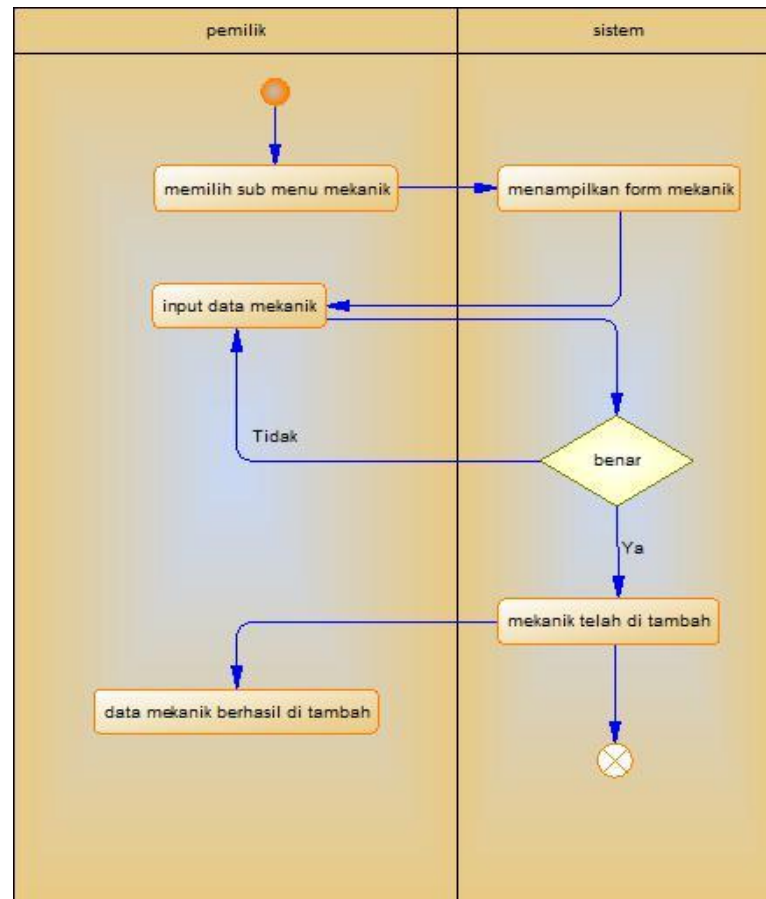 pemilik
sistem
memilih sub menu mekanik
menampilkan form mekanik
input data mekanik
Tidak
benar
Ya
mekanik telah di tambah
data mekanik berhasil di tambah